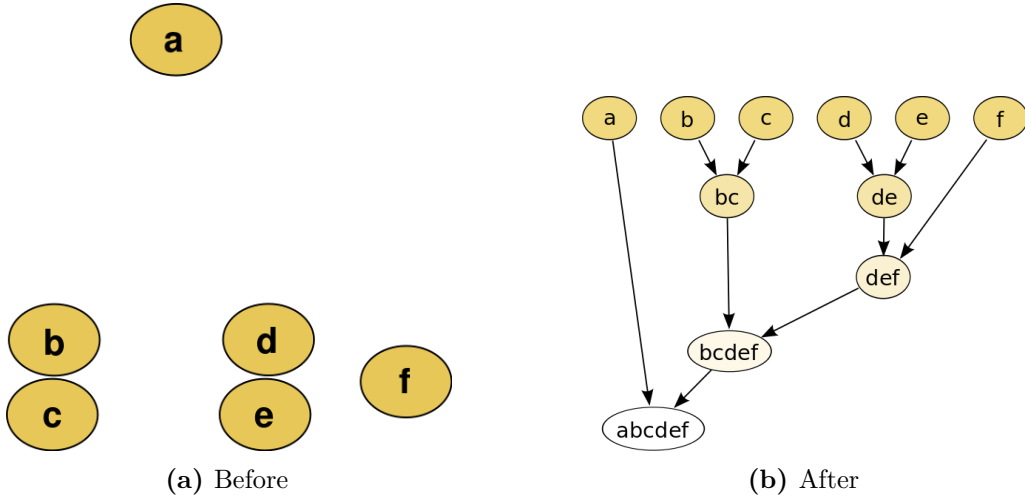 a
b
c
d
e
f
(a) Before
a b c d e f
bc de
def
bcdef
abcdef
(b) After